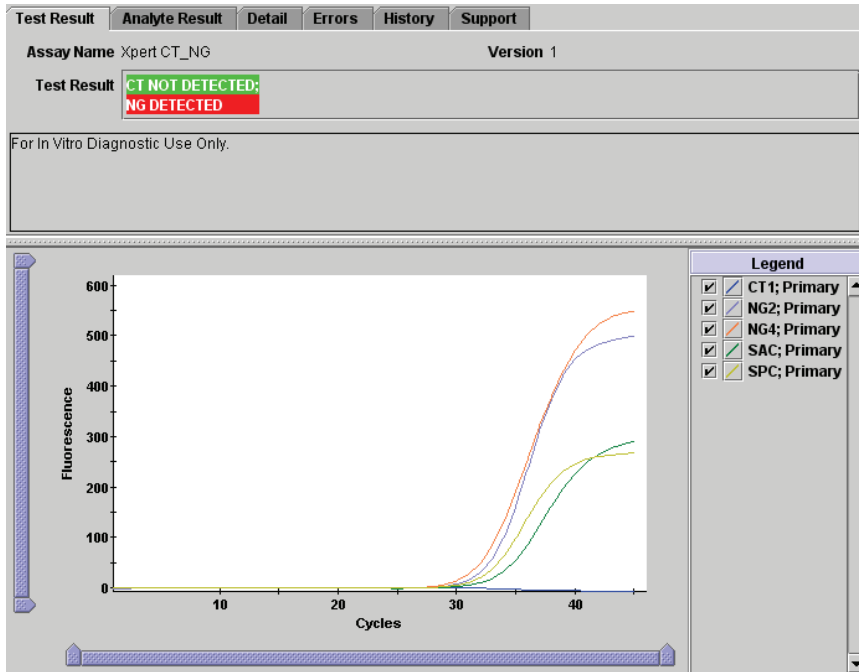 Test Result Analyte Result Detail Errors History Support
Assay Name Xpert CT_NG Version 1
Test Result CT NOT DETECTED;
NG DETECTED
For In Vitro Diagnostic Use Only.
Legend
CT1; Primary
NG2; Primary
NG4; Primary
SAC; Primary
SPC; Primary
600
500
400
300
200
100
0
Fluorescence
10 20 30 40
Cycles